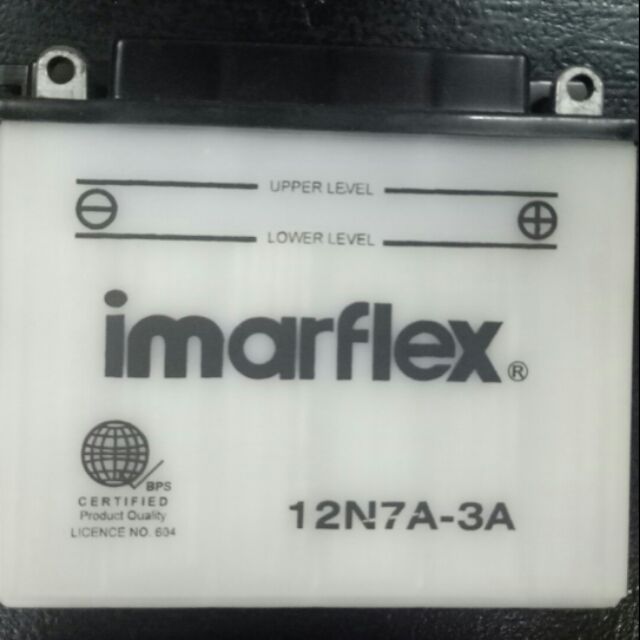 UPPER LEVEL
LOWER LEVEL
imarflex®
BPS
CERTIFIED
Product Quality
LICENCE NO. 604
12N7A-3A